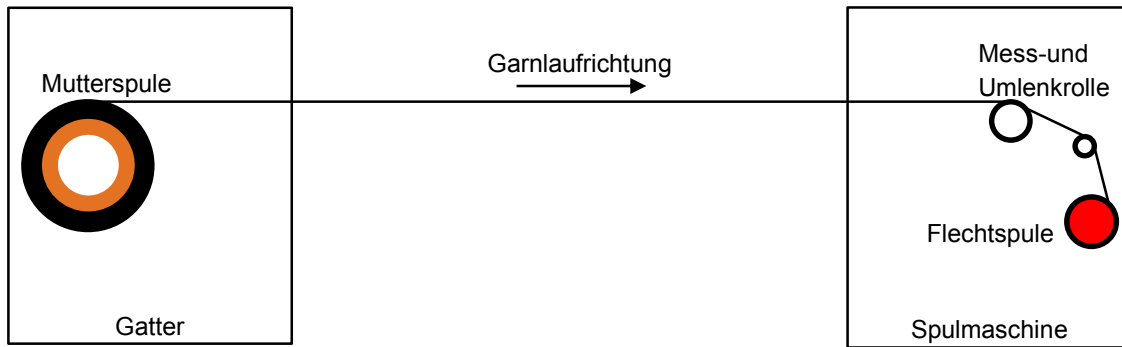 Mutterspule
Garnlaufrichtung
Mess-und
Umlenkrolle
Flechtspule
Gatter
Spulmaschine